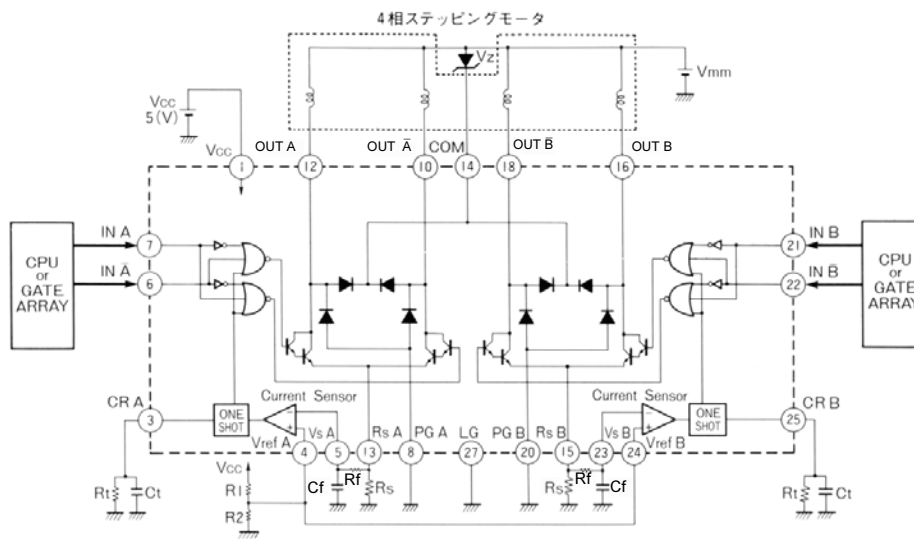 4相ステッピングモータ
Vz
Vmm
Vcc
5(V)
Vcc
OUT A
OUT Ā
COM
OUT B̄
OUT B
1
12
10
14
18
16
CPU
or
GATE
ARRAY
IN A
7
IN Ā
6
IN B
21
IN B̄
22
CPU
or
GATE
ARRAY
CR A
3
ONE
SHOT
Current Sensor
−
+
Current Sensor
−
+
ONE
SHOT
CR B
25
Vref A
Vs A
Rs A
PG A
LG
PG B
Rs B
Vs B
Vref B
4
5
13
8
27
20
15
23
24
Rt
Ct
Vcc
R1
R2
Cf
Rf
Rs
Rs
Rf
Cf
Rt
Ct